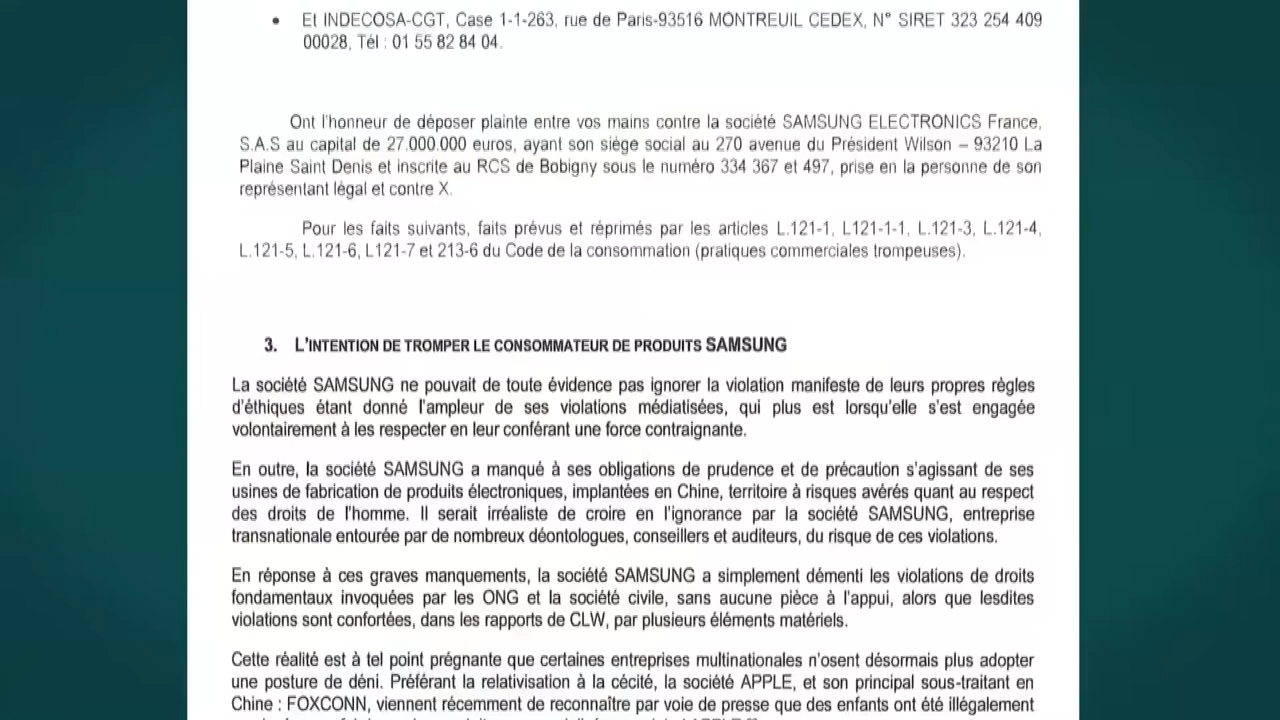 • Et INDECOSA-CGT, Case 1-1-263, rue de Paris-93516 MONTREUIL CEDEX, N° SIRET 323 254 409
00028, Tél : 01 55 82 84 04.
Ont l'honneur de déposer plainte entre vos mains contre la société SAMSUNG ELECTRONICS France,
S.A.S au capital de 27.000.000 euros, ayant son siège social au 270 avenue du Président Wilson – 93210 La
Plaine Saint Denis et inscrite au RCS de Bobigny sous le numéro 334 367 et 497, prise en la personne de son
représentant légal et contre X.
Pour les faits suivants, faits prévus et réprimés par les articles L.121-1, L121-1-1, L.121-3, L.121-4,
L.121-5, L.121-6, L121-7 et 213-6 du Code de la consommation (pratiques commerciales trompeuses).
3. L'INTENTION DE TROMPER LE CONSOMMATEUR DE PRODUITS SAMSUNG
La société SAMSUNG ne pouvait de toute évidence pas ignorer la violation manifeste de leurs propres règles
d'éthiques étant donné l'ampleur de ses violations médiatisées, qui plus est lorsqu'elle s'est engagée
volontairement à les respecter en leur conférant une force contraignante.
En outre, la société SAMSUNG a manqué à ses obligations de prudence et de précaution s'agissant de ses
usines de fabrication de produits électroniques, implantées en Chine, territoire à risques avérés quant au respect
des droits de l'homme. Il serait irréaliste de croire en l'ignorance par la société SAMSUNG, entreprise
transnationale entourée par de nombreux déontologues, conseillers et auditeurs, du risque de ces violations.
En réponse à ces graves manquements, la société SAMSUNG a simplement démenti les violations de droits
fondamentaux invoquées par les ONG et la société civile, sans aucune pièce à l'appui, alors que lesdites
violations sont confortées, dans les rapports de CLW, par plusieurs éléments matériels.
Cette réalité est à tel point prégnante que certaines entreprises multinationales n'osent désormais plus adopter
une posture de déni. Préférant la relativisation à la cécité, la société APPLE, et son principal sous-traitant en
Chine : FOXCONN, viennent récemment de reconnaître par voie de presse que des enfants ont été illégalement